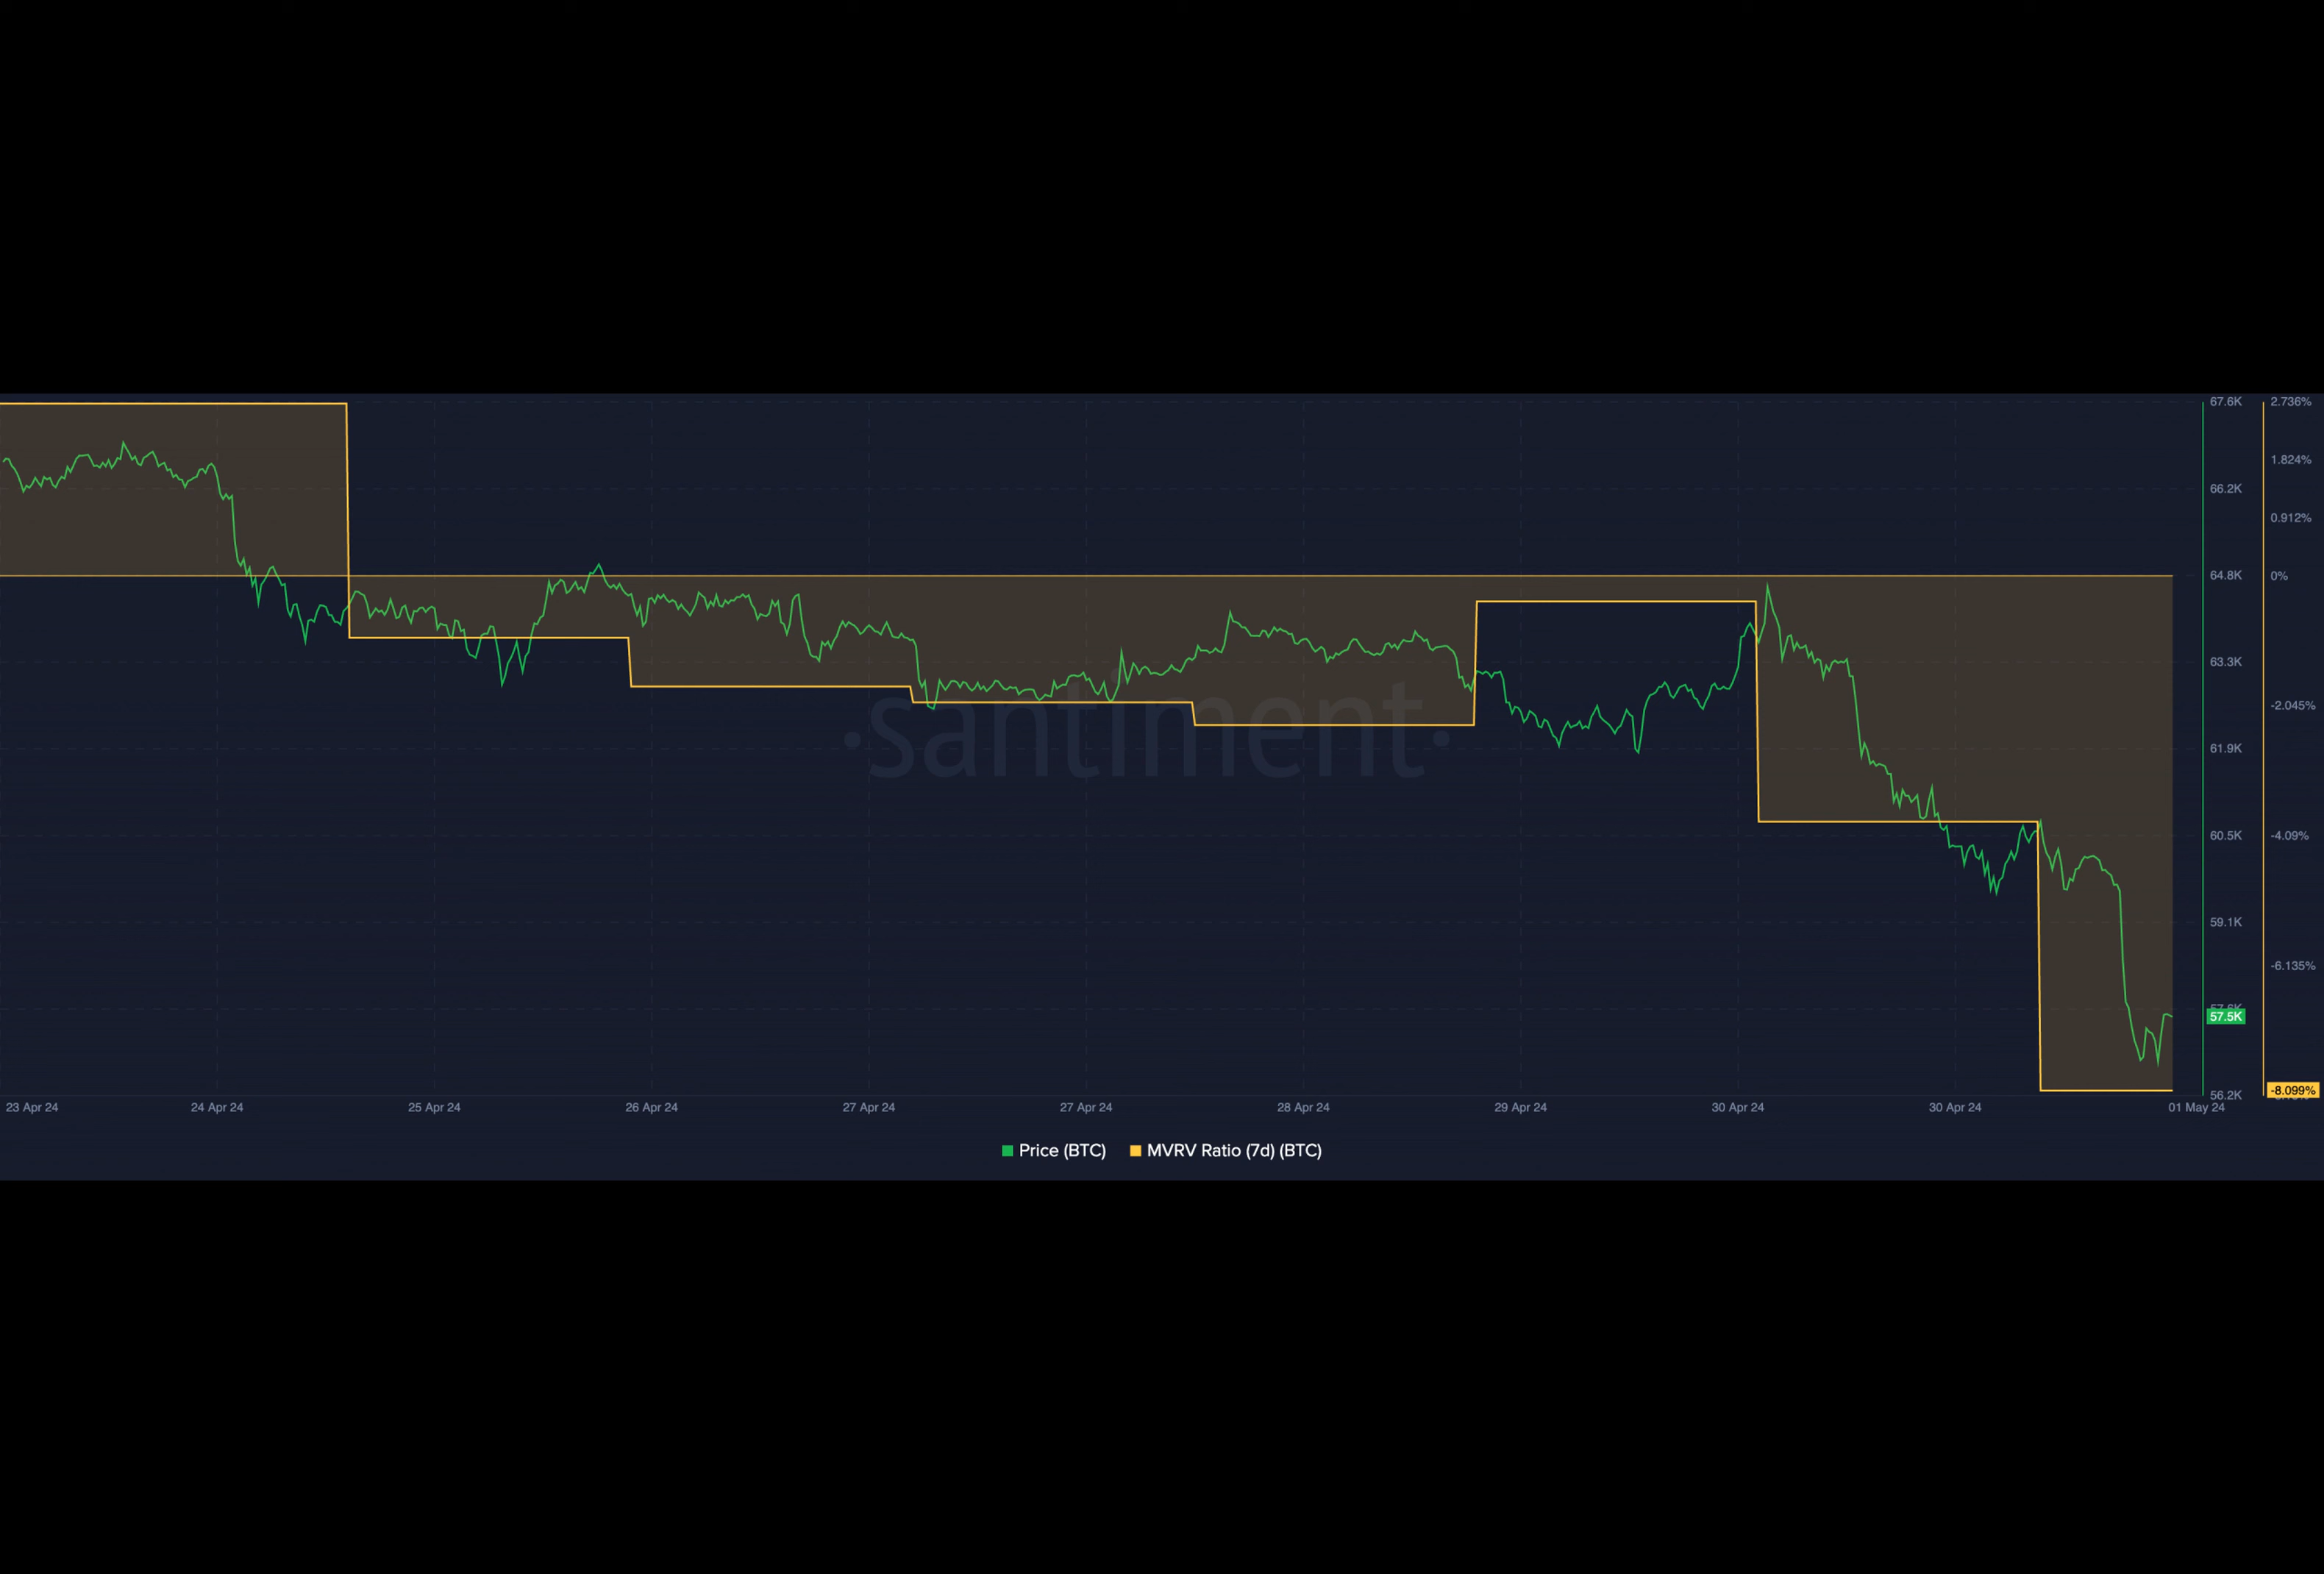 ·santiment·
67.6K
66.2K
64.8K
63.3K
61.9K
60.5K
59.1K
57.6K
57.5K
56.2K
2.736%
1.824%
0.912%
0%
-2.045%
-4.09%
-6.135%
-8.099%
23 Apr 24 24 Apr 24 25 Apr 24 26 Apr 24 27 Apr 24 27 Apr 24 28 Apr 24 29 Apr 24 30 Apr 24 30 Apr 24 01 May 24
Price (BTC) MVRV Ratio (7d) (BTC)